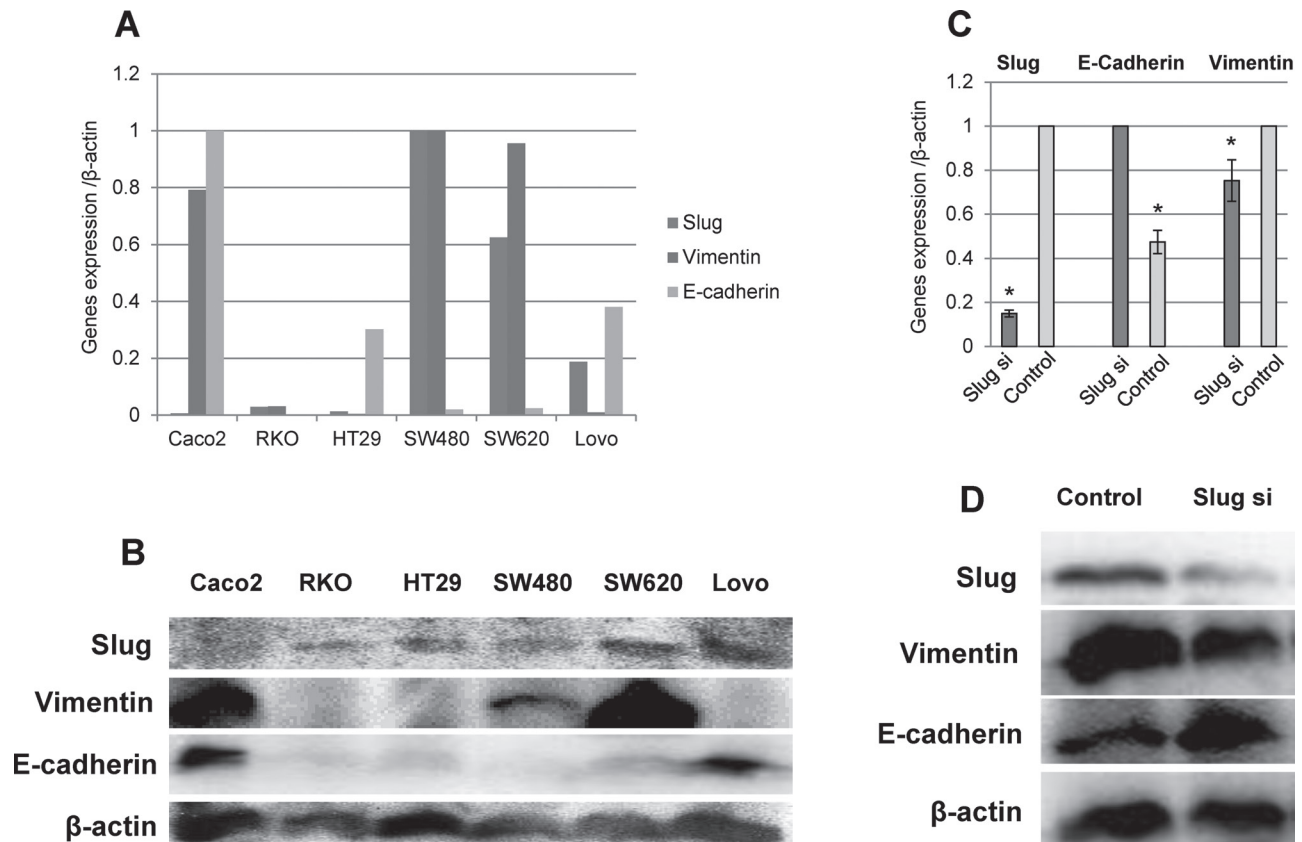 A
Genes expression /β-actin
1.2
1
0.8
0.6
0.4
0.2
0
Caco2 RKO HT29 SW480 SW620 Lovo
Slug
Vimentin
E-cadherin
C
Slug E-Cadherin Vimentin
Genes expression/β-actin
1.2
1
0.8
0.6
0.4
0.2
0
* * *
Slug si Control Slug si Control Slug si Control
B
Caco2 RKO HT29 SW480 SW620 Lovo
Slug
Vimentin
E-cadherin
β-actin
D
Control Slug si
Slug
Vimentin
E-cadherin
β-actin